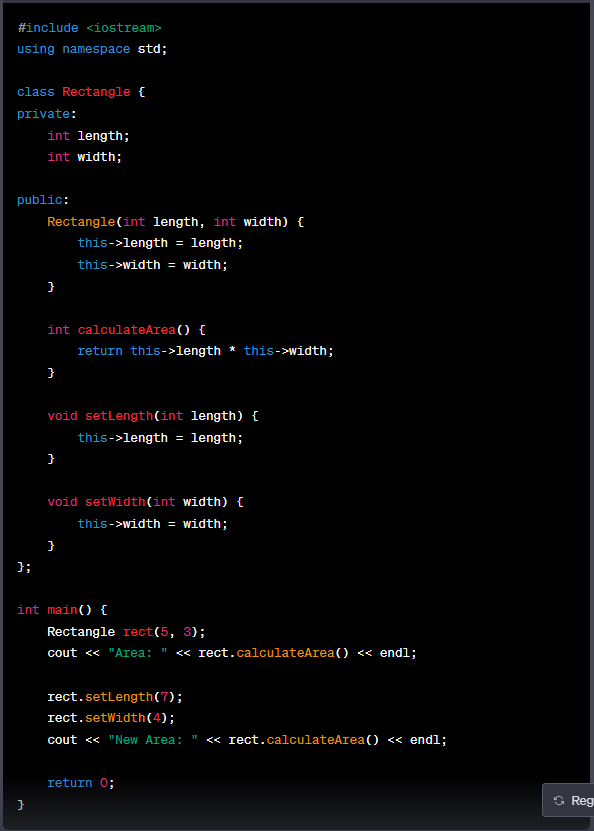 #include <iostream>
using namespace std;
class Rectangle {
private:
int length;
int width;
public:
Rectangle(int length, int width) {
this->length = length;
this->width = width;
}
int calculateArea() {
return this->length * this->width;
}
void setLength(int length) {
this->length = length;
}
void setWidth(int width) {
this->width = width;
}
};
int main() {
Rectangle rect(5, 3);
cout << "Area: " << rect.calculateArea() << endl;
rect.setLength(7);
rect.setWidth(4);
cout << "New Area: " << rect.calculateArea() << endl;
return 0;
}
Reg